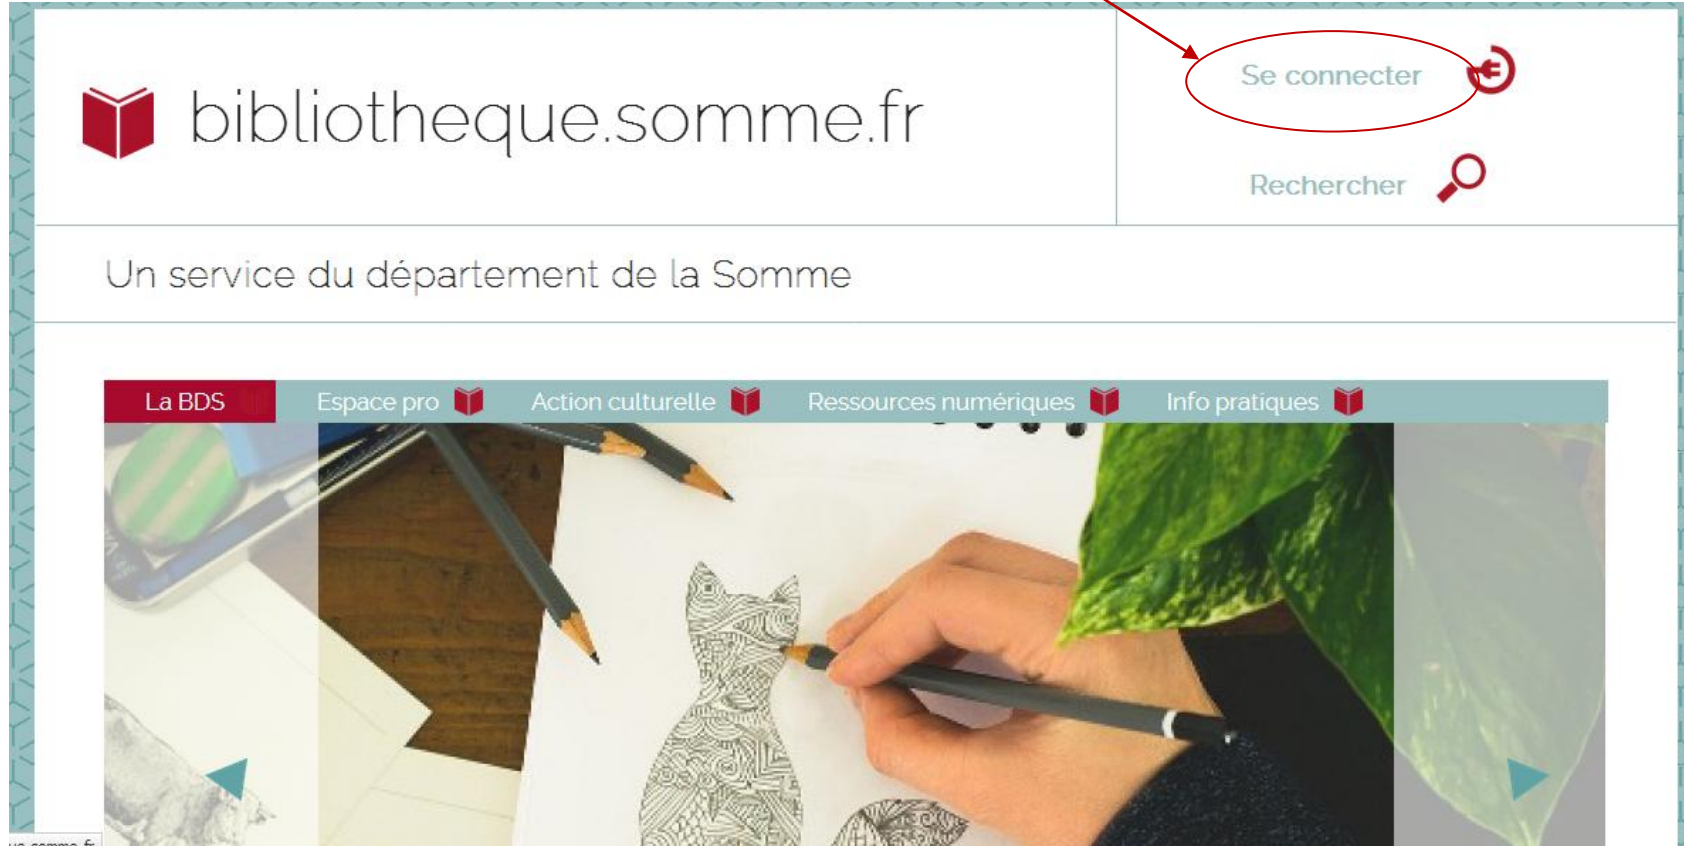 Se connecter
bibliotheque.somme.fr
Rechercher
Un service du département de la Somme
La BDS Espace pro Action culturelle Ressources numériques Info pratiques